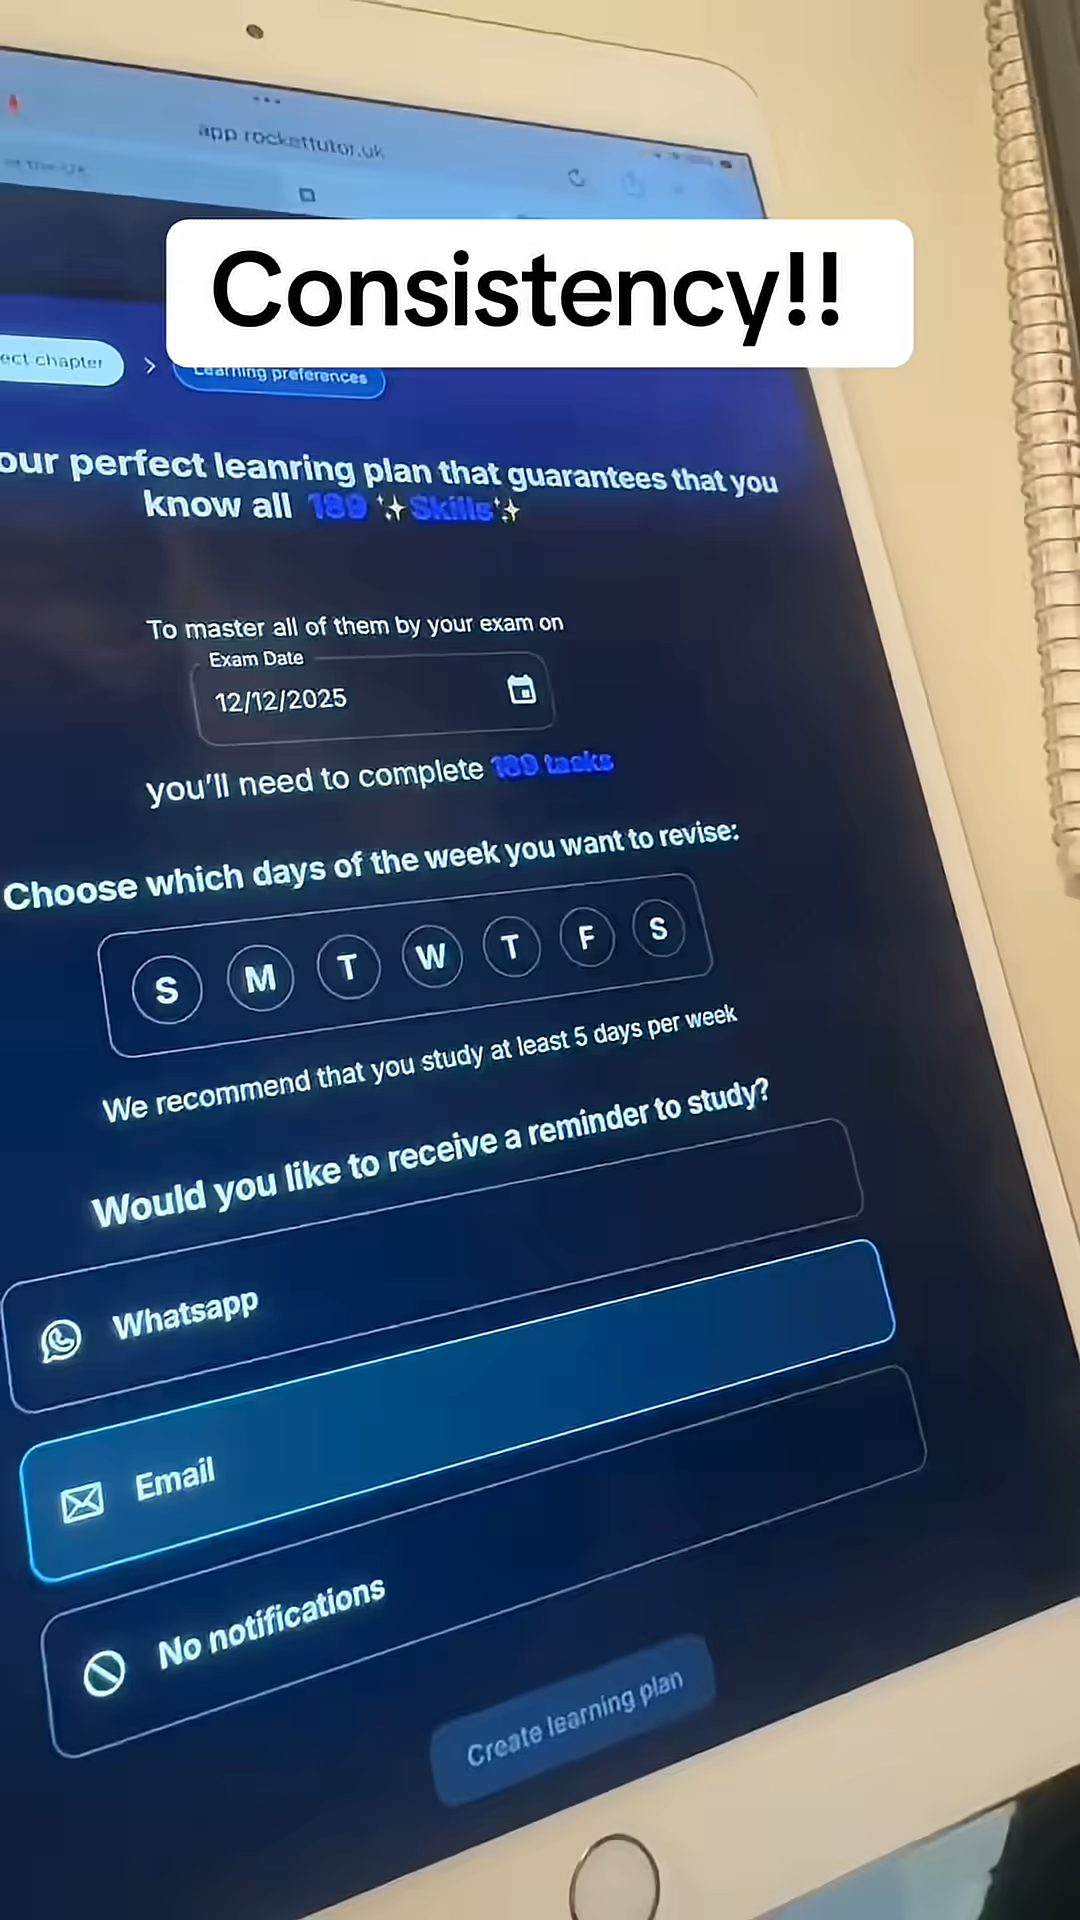 app.rockettutor.uk
Consistency!!
ect chapter
Learning preferences
our perfect leanring plan that guarantees that you
know all 189 ✨Skills✨
To master all of them by your exam on
Exam Date
12/12/2025
you'll need to complete 189 tasks
Choose which days of the week you want to revise:
S M T W T F S
We recommend that you study at least 5 days per week
Would you like to receive a reminder to study?
Whatsapp
Email
No notifications
Create learning plan